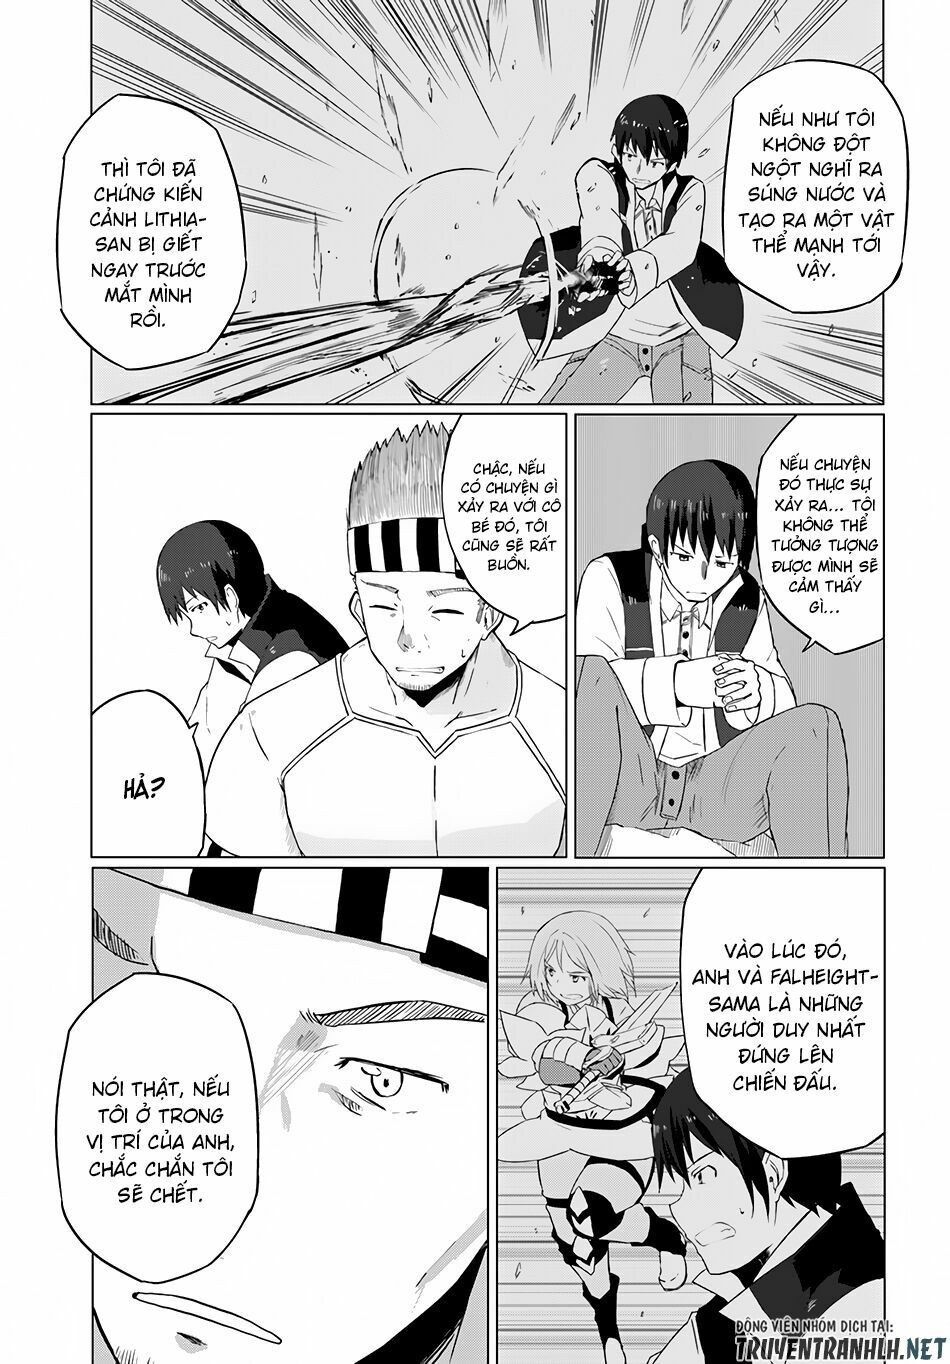 NẾU NHƯ TÔI
KHÔNG ĐỘT
NGỘT NGHĨ RA
SÚNG NƯỚC VÀ
TẠO RA MỘT VẬT
THỂ MẠNH TỚI
VẬY.
THÌ TÔI ĐÃ
CHỨNG KIẾN
CẢNH LITHIA-
SAN BỊ GIẾT
NGAY TRƯỚC
MẮT MÌNH
RỒI.
NẾU CHUYỆN
ĐÓ THỰC SỰ
XẢY RA... TÔI
KHÔNG THỂ
TƯỞNG TƯỢNG
ĐƯỢC MÌNH SẼ
CẢM THẤY
GÌ...
CHẬC, NẾU
CÓ CHUYỆN GÌ
XẢY RA VỚI CÔ
BÉ ĐÓ, TÔI
CŨNG SẼ RẤT
BUỒN.
HẢ?
VÀO LÚC ĐÓ,
ANH VÀ FALHEIGHT-
SAMA LÀ NHỮNG
NGƯỜI DUY NHẤT
ĐỨNG LÊN
CHIẾN ĐẤU.
NÓI THẬT, NẾU
TÔI Ở TRONG
VỊ TRÍ CỦA ANH,
CHẮC CHẮN TÔI
SẼ CHẾT.
ĐỘNG VIÊN NHÓM DỊCH TẠI:
TRUYENTRANHLH.NET